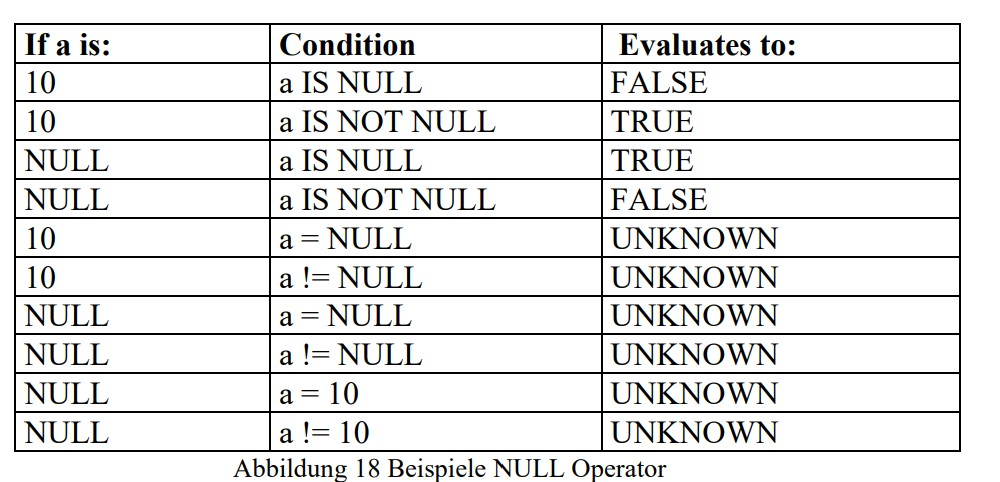 If a is: Condition Evaluates to:
10 a IS NULL FALSE
10 a IS NOT NULL TRUE
NULL a IS NULL TRUE
NULL a IS NOT NULL FALSE
10 a = NULL UNKNOWN
10 a != NULL UNKNOWN
NULL a = NULL UNKNOWN
NULL a != NULL UNKNOWN
NULL a = 10 UNKNOWN
NULL a != 10 UNKNOWN
Abbildung 18 Beispiele NULL Operator